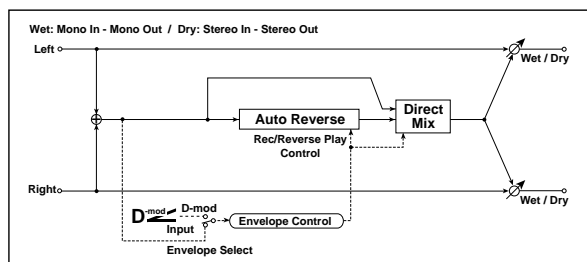 Wet: Mono In - Mono Out / Dry: Stereo In - Stereo Out
Left
Wet / Dry
Auto Reverse
Direct Mix
Rec/Reverse Play
Control
Right
Wet / Dry
D-mod
D-mod
Input
Envelope Control
Envelope Select